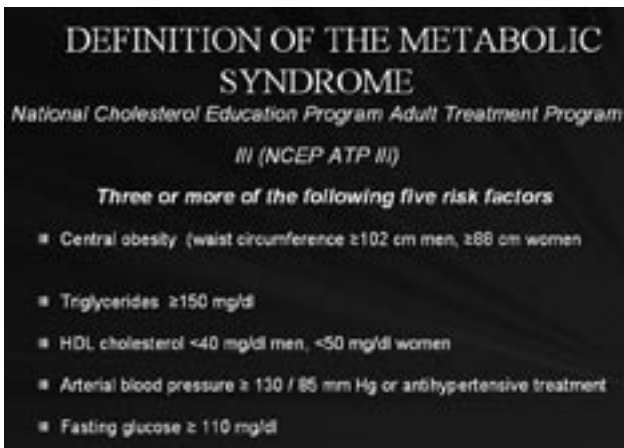 DEFINITION OF THE METABOLIC
SYNDROME
National Cholesterol Education Program Adult Treatment Program
III (NCEP ATP III)
Three or more of the following five risk factors
■ Central obesity (waist circumference ≥102 cm men, ≥88 cm women
■ Triglycerides ≥150 mg/dl
■ HDL cholesterol <40 mg/dl men, <50 mg/dl women
■ Arterial blood pressure ≥ 130 / 85 mm Hg or antihypertensive treatment
■ Fasting glucose ≥ 110 mg/dl